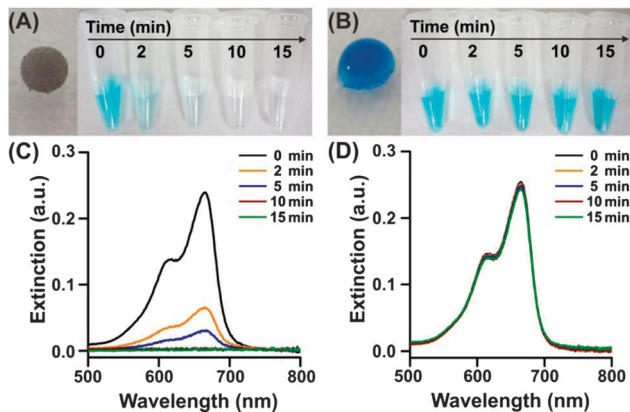 (A)
Time (min)
0 2 5 10 15
(B)
Time (min)
0 2 5 10 15
(C)
0.3
0.2
0.1
0.0
Extinction (a.u.)
0 min
2 min
5 min
10 min
15 min
500 600 700 800
Wavelength (nm)
(D)
0.3
0.2
0.1
0.0
Extinction (a.u.)
0 min
2 min
5 min
10 min
15 min
500 600 700 800
Wavelength (nm)